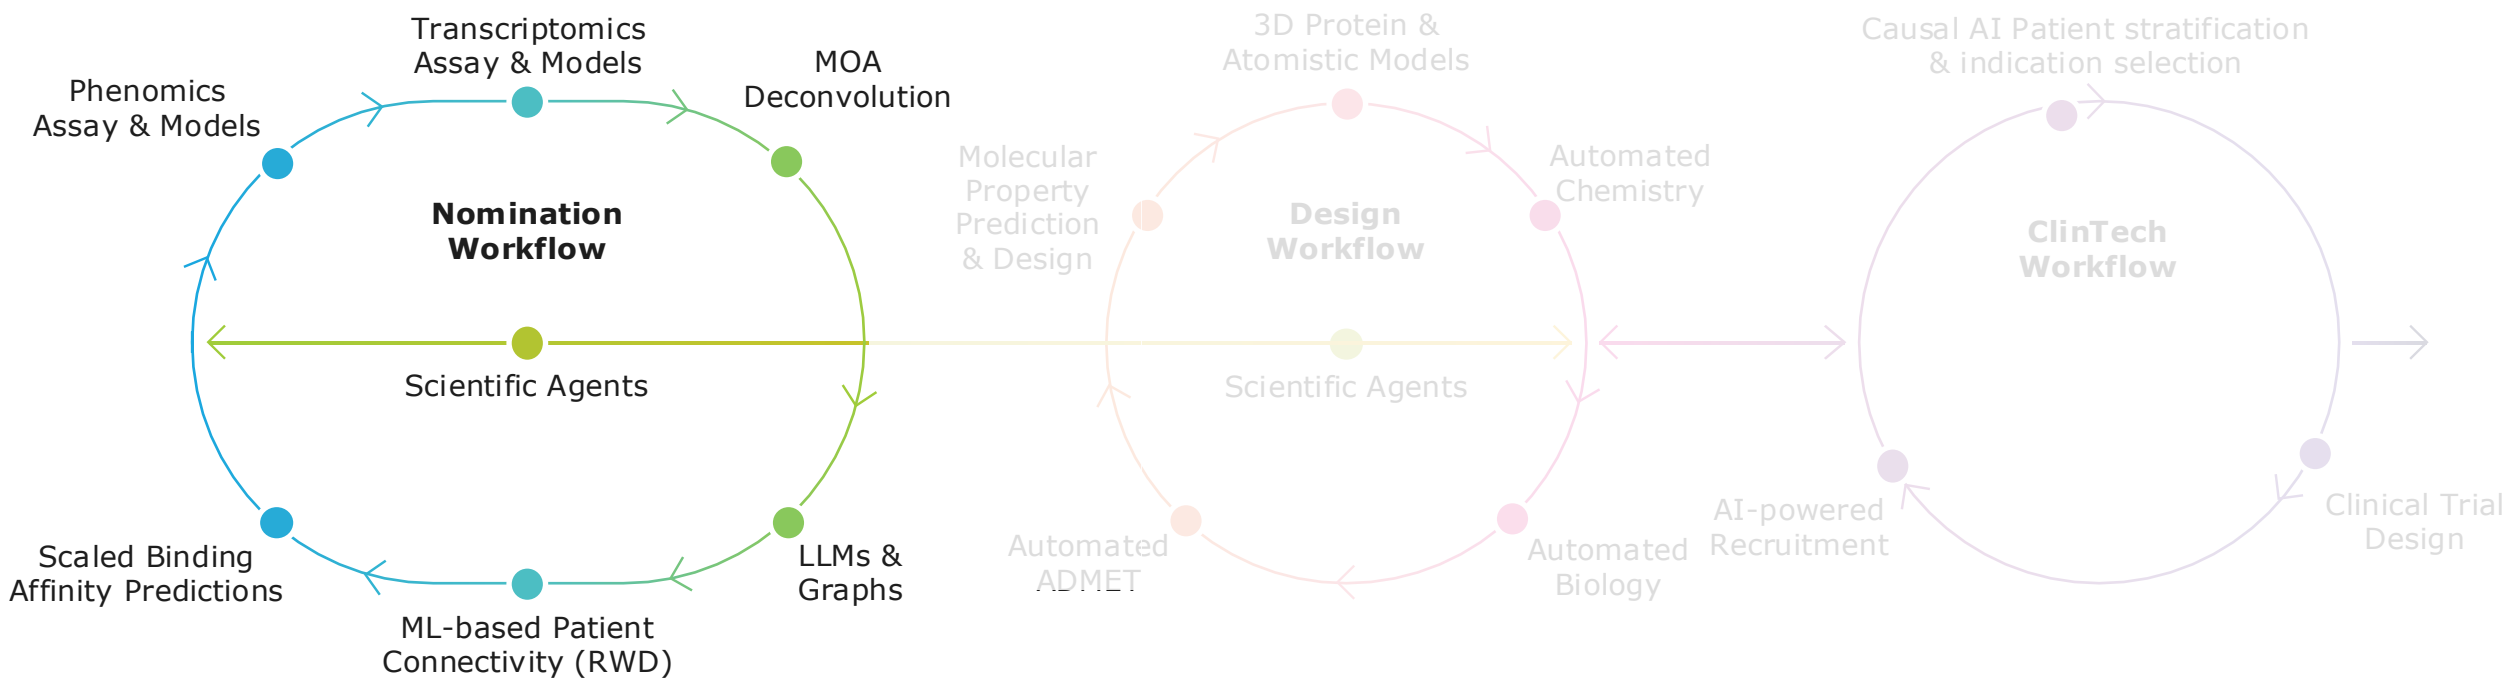 Transcriptomics
Assay & Models
MOA
Deconvolution
Phenomics
Assay & Models
Nomination
Workflow
Scientific Agents
Scaled Binding
Affinity Predictions
LLMs &
Graphs
ML-based Patient
Connectivity (RWD)
3D Protein &
Atomistic Models
Molecular
Property
Prediction
& Design
Automated
Chemistry
Design
Workflow
Scientific Agents
Automated
ADMET
Automated
Biology
Causal AI Patient stratification
& indication selection
ClinTech
Workflow
AI-powered
Recruitment
Clinical Trial
Design